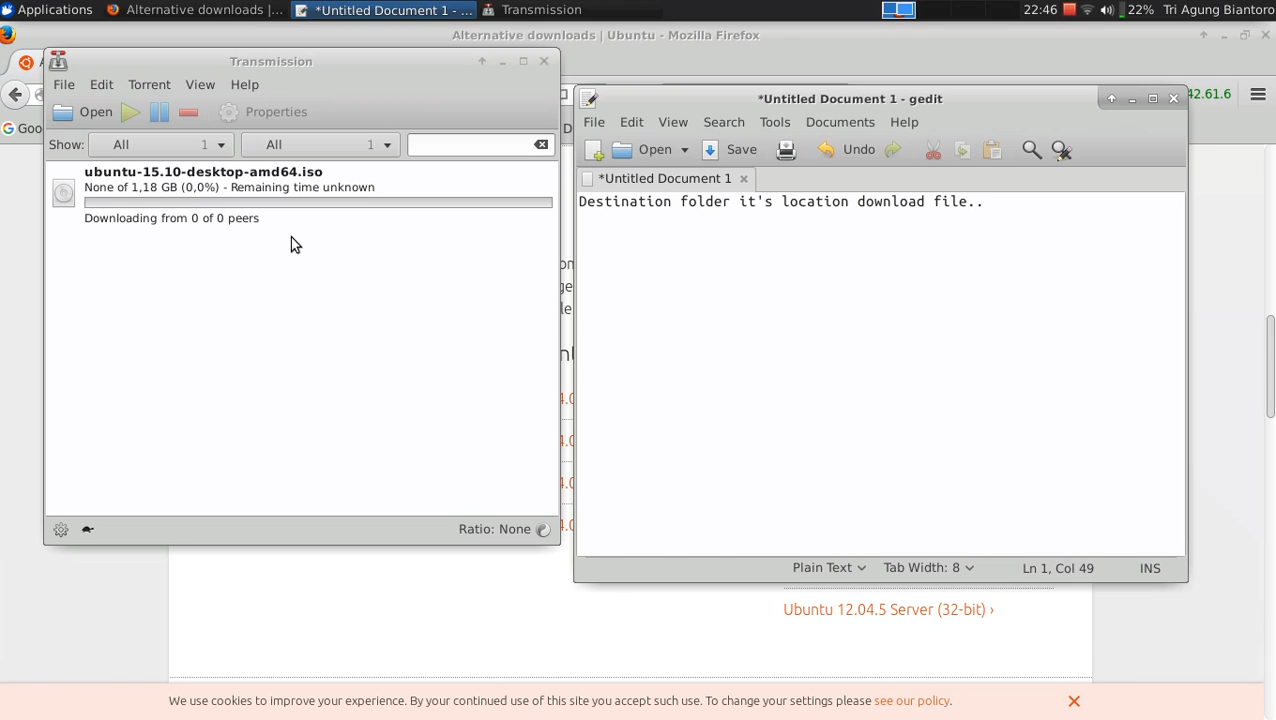 Applications
Alternative downloads |...
*Untitled Document 1 - ...
Transmission
22:46
22%
Tri Agung Biantoro
Alternative downloads | Ubuntu - Mozilla Firefox
Transmission
File Edit Torrent View Help
Open
Properties
Show: All 1 All 1
ubuntu-15.10-desktop-amd64.iso
None of 1,18 GB (0,0%) - Remaining time unknown
Downloading from 0 of 0 peers
Ratio: None
42.61.6
Goo
*Untitled Document 1 - gedit
File Edit View Search Tools Documents Help
Open Save Undo
*Untitled Document 1
Destination folder it's location download file..
Plain Text Tab Width: 8 Ln 1, Col 49 INS
Ubuntu 12.04.5 Server (32-bit) ›
We use cookies to improve your experience. By your continued use of this site you accept such use. To change your settings please see our policy.